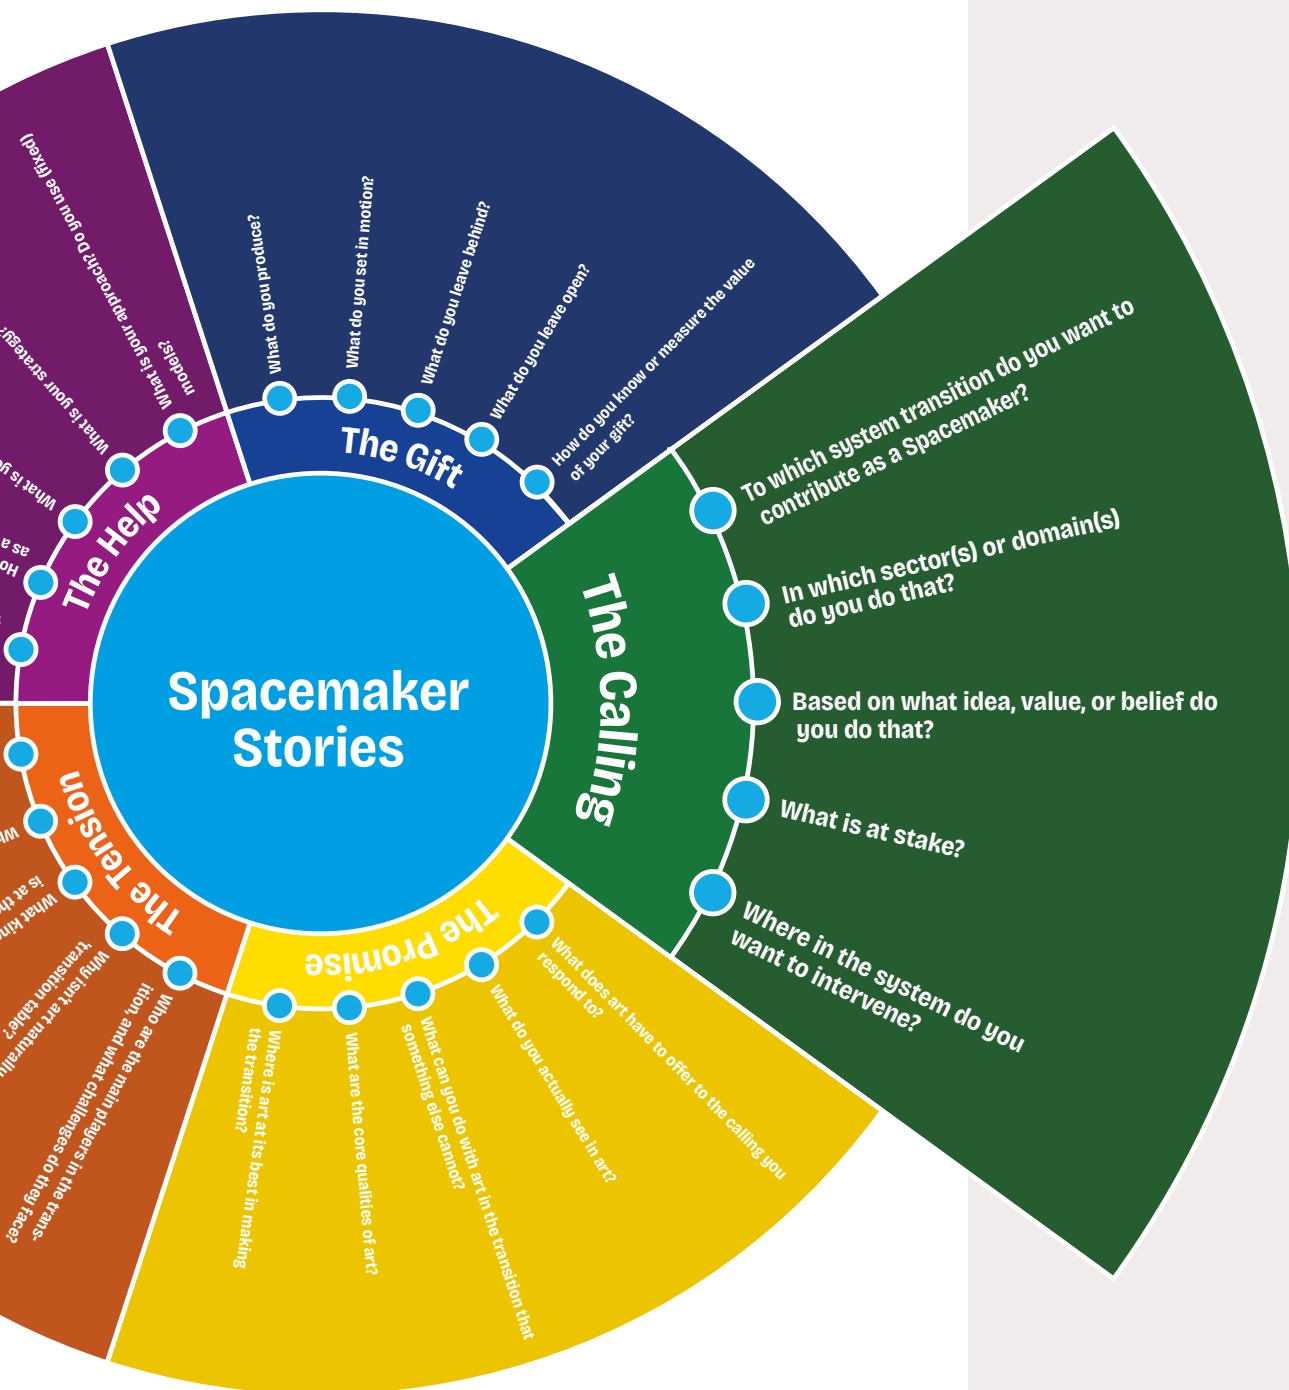 Spacemaker
Stories
The Gift
What do you produce?
What do you set in motion?
What do you leave behind?
What do you leave open?
How do you know or measure the value
of your gift?
The Calling
To which system transition do you want to
contribute as a Spacemaker?
In which sector(s) or domain(s)
do you do that?
Based on what idea, value, or belief do
you do that?
What is at stake?
Where in the system do you
want to intervene?
The Promise
What does art have to offer to the calling you
respond to?
What do you actually see in art?
What can you do with art in the transition that
something else cannot?
What are the core qualities of art?
Where is art at its best in making
the transition?
The Tension
Who are the main players in the trans-
ition, and what challenges do they face?
Why isn't art naturally
transition table?
What kind
is at the
The Help
as a
What is
What is your strategy?
What is your approach? Do you use (fixed)
models?